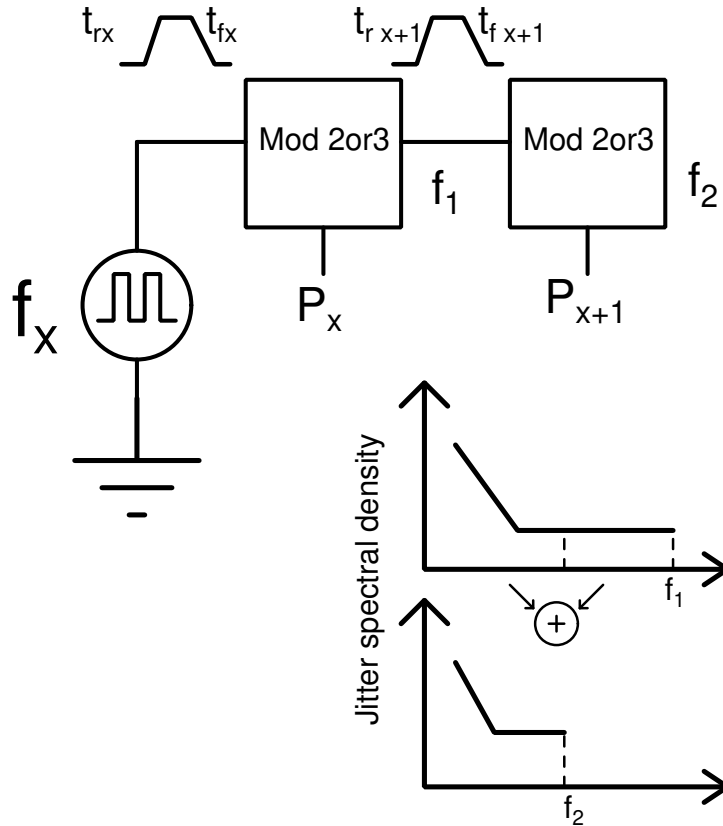 t_rx t_fx t_r x+1 t_f x+1
Mod 2or3 Mod 2or3
f_1 f_2
f_x P_x P_x+1
Jitter spectral density
f_1
+
f_2